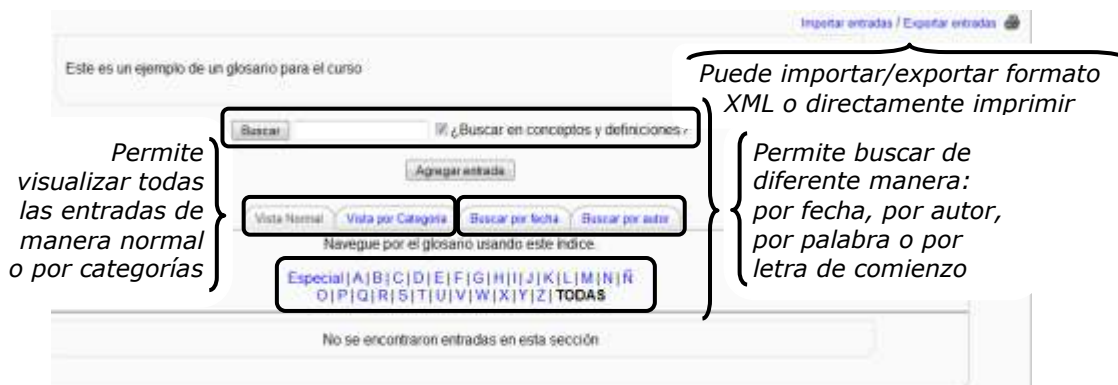 Importar entradas / Exportar entradas
Este es un ejemplo de un glosario para el curso
Puede importar/exportar formato
XML o directamente imprimir
Buscar
¿Buscar en conceptos y definiciones
Agregar entrada
Permite
visualizar todas
las entradas de
manera normal
o por categorías
Vista Normal Vista por Categoría Buscar por fecha Buscar por autor
Permite buscar de
diferente manera:
por fecha, por autor,
por palabra o por
letra de comienzo
Navegue por el glosario usando este índice.
Especial | A | B | C | D | E | F | G | H | I | J | K | L | M | N | Ñ
O | P | Q | R | S | T | U | V | W | X | Y | Z | TODAS
No se encontraron entradas en esta sección